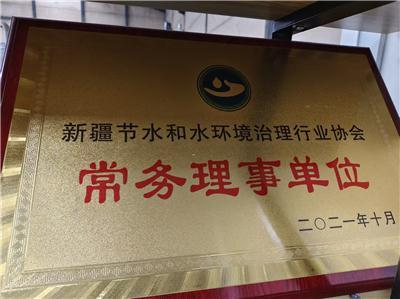 新疆节水和水环境治理行业协会
常务理事单位
二〇二一年十月